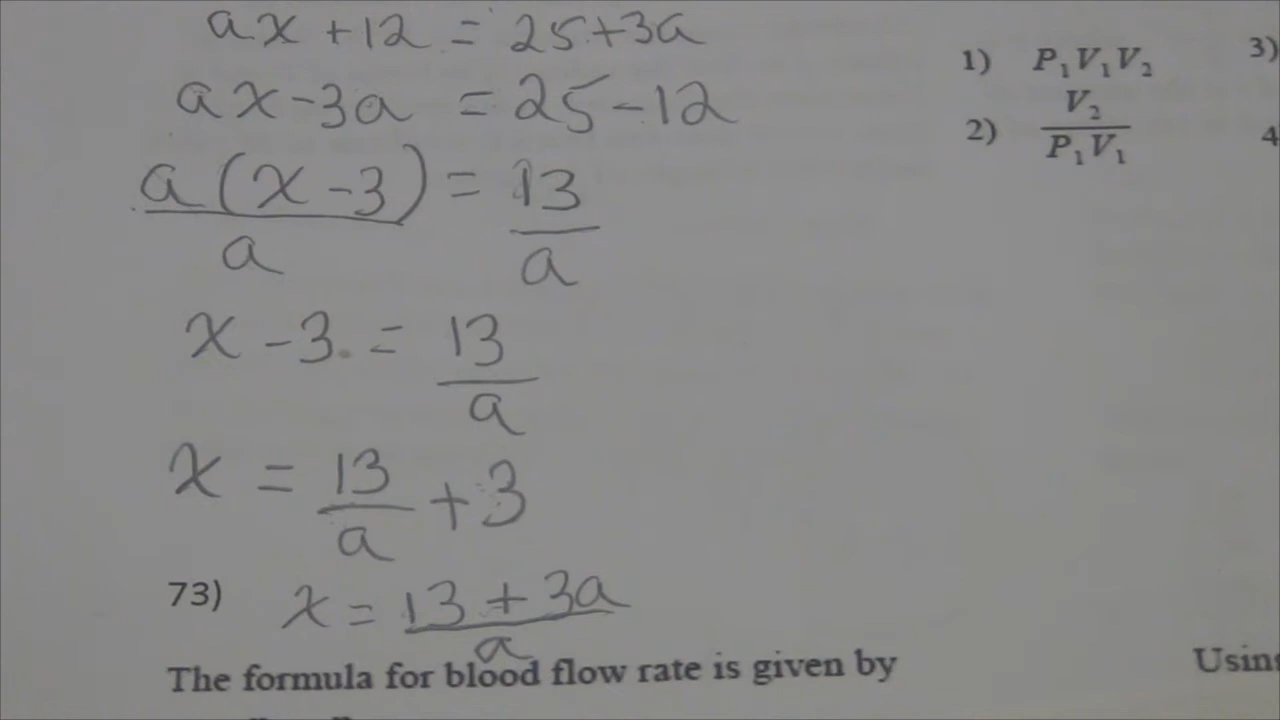 ax + 12 = 25 + 3a
ax - 3a = 25 - 12
a(x - 3) = 13
a a
x - 3 = 13
a
x = 13 + 3
a
73) x = 13 + 3a
a
The formula for blood flow rate is given by
1) P₁V₁V₂
2) V₂
P₁V₁
3)
4
Using